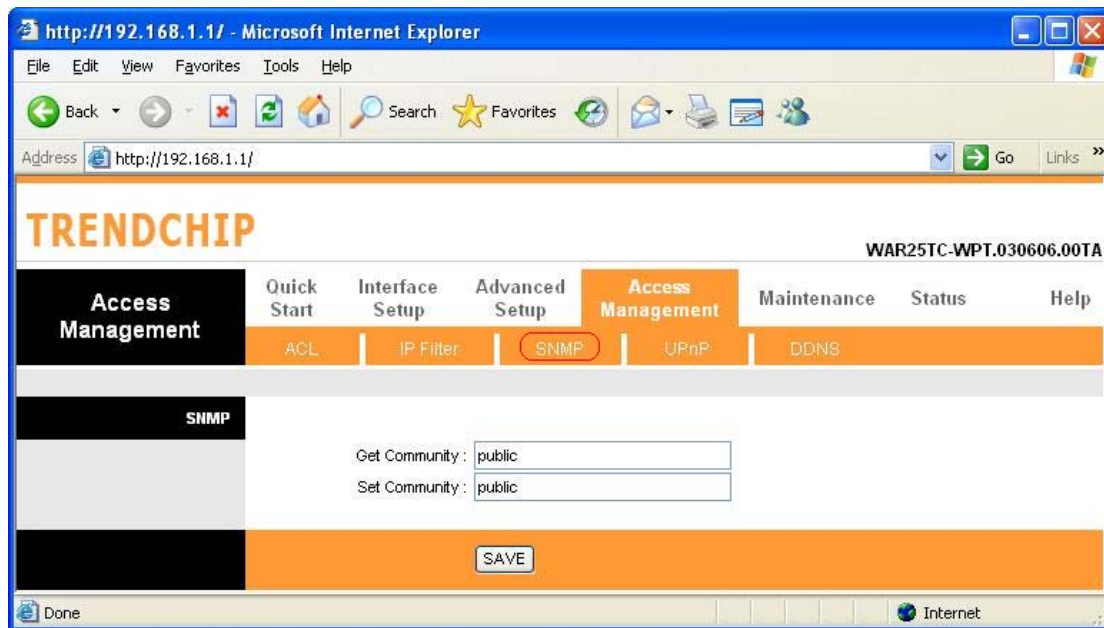 http://192.168.1.1/ - Microsoft Internet Explorer
File Edit View Favorites Tools Help
Back Search Favorites
Address http://192.168.1.1/ Go Links »
TRENDCHIP
WAR25TC-WPT.030606.00TA
Access Management
Quick Start Interface Setup Advanced Setup Access Management Maintenance Status Help
ACL IP Filter SNMP UPnP DDNS
SNMP
Get Community : public
Set Community : public
SAVE
Done Internet